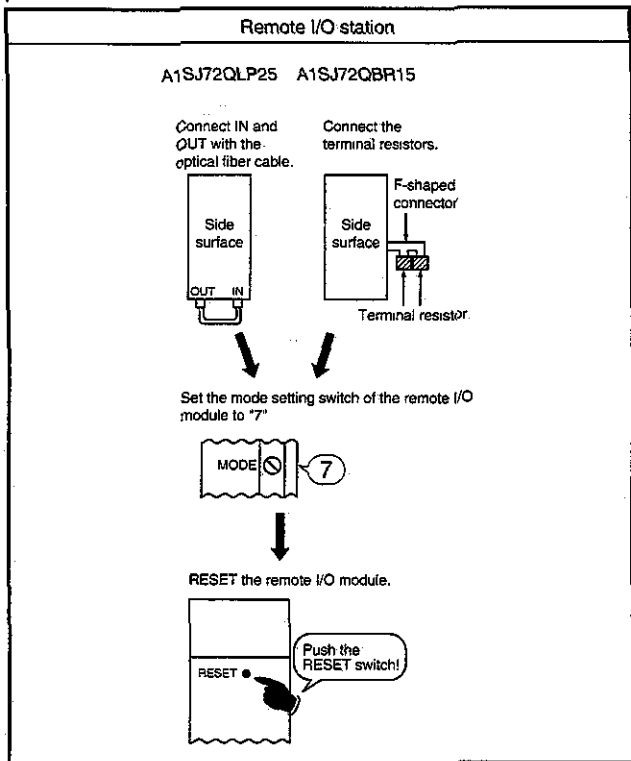 Remote I/O station
A1SJ72QLP25 A1SJ72QBR15
Connect IN and
OUT with the
optical fiber cable.
Connect the
terminal resistors.
F-shaped
connector
Side
surface
Side
surface
OUT IN
Terminal resistor
Set the mode setting switch of the remote I/O
module to "7"
MODE
7
RESET the remote I/O module.
Push the
RESET switch!
RESET